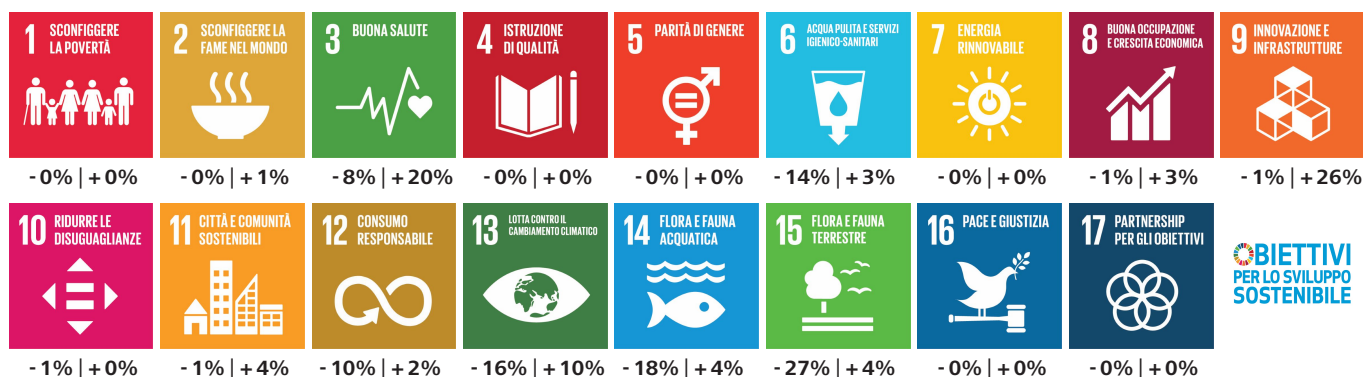 1 SCONFIGGERE
LA POVERTÀ
2 SCONFIGGERE LA
FAME NEL MONDO
3 BUONA SALUTE
4 ISTRUZIONE
DI QUALITÀ
5 PARITÀ DI GENERE
6 ACQUA PULITA E SERVIZI
IGIENICO-SANITARI
7 ENERGIA
RINNOVABILE
8 BUONA OCCUPAZIONE
E CRESCITA ECONOMICA
9 INNOVAZIONE E
INFRASTRUTTURE
-0% | +0%
-0% | +1%
-8% | +20%
-0% | +0%
-0% | +0%
-14% | +3%
-0% | +0%
-1% | +3%
-1% | +26%
10 RIDURRE LE
DISUGUAGLIANZE
11 CITTÀ E COMUNITÀ
SOSTENIBILI
12 CONSUMO
RESPONSABILE
13 LOTTA CONTRO IL
CAMBIAMENTO CLIMATICO
14 FLORA E FAUNA
ACQUATICA
15 FLORA E FAUNA
TERRESTRE
16 PACE E GIUSTIZIA
17 PARTNERSHIP
PER GLI OBIETTIVI
OBIETTIVI
PER LO SVILUPPO
SOSTENIBILE
-1% | +0%
-1% | +4%
-10% | +2%
-16% | +10%
-18% | +4%
-27% | +4%
-0% | +0%
-0% | +0%